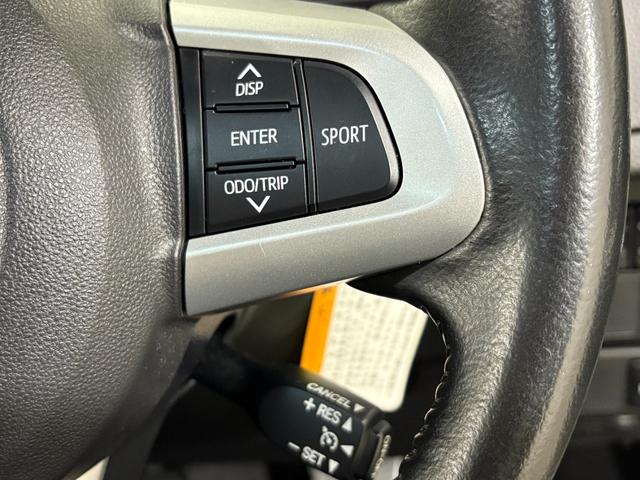 DISP
ENTER
SPORT
ODO/TRIP
CANCEL
+ RES
− SET